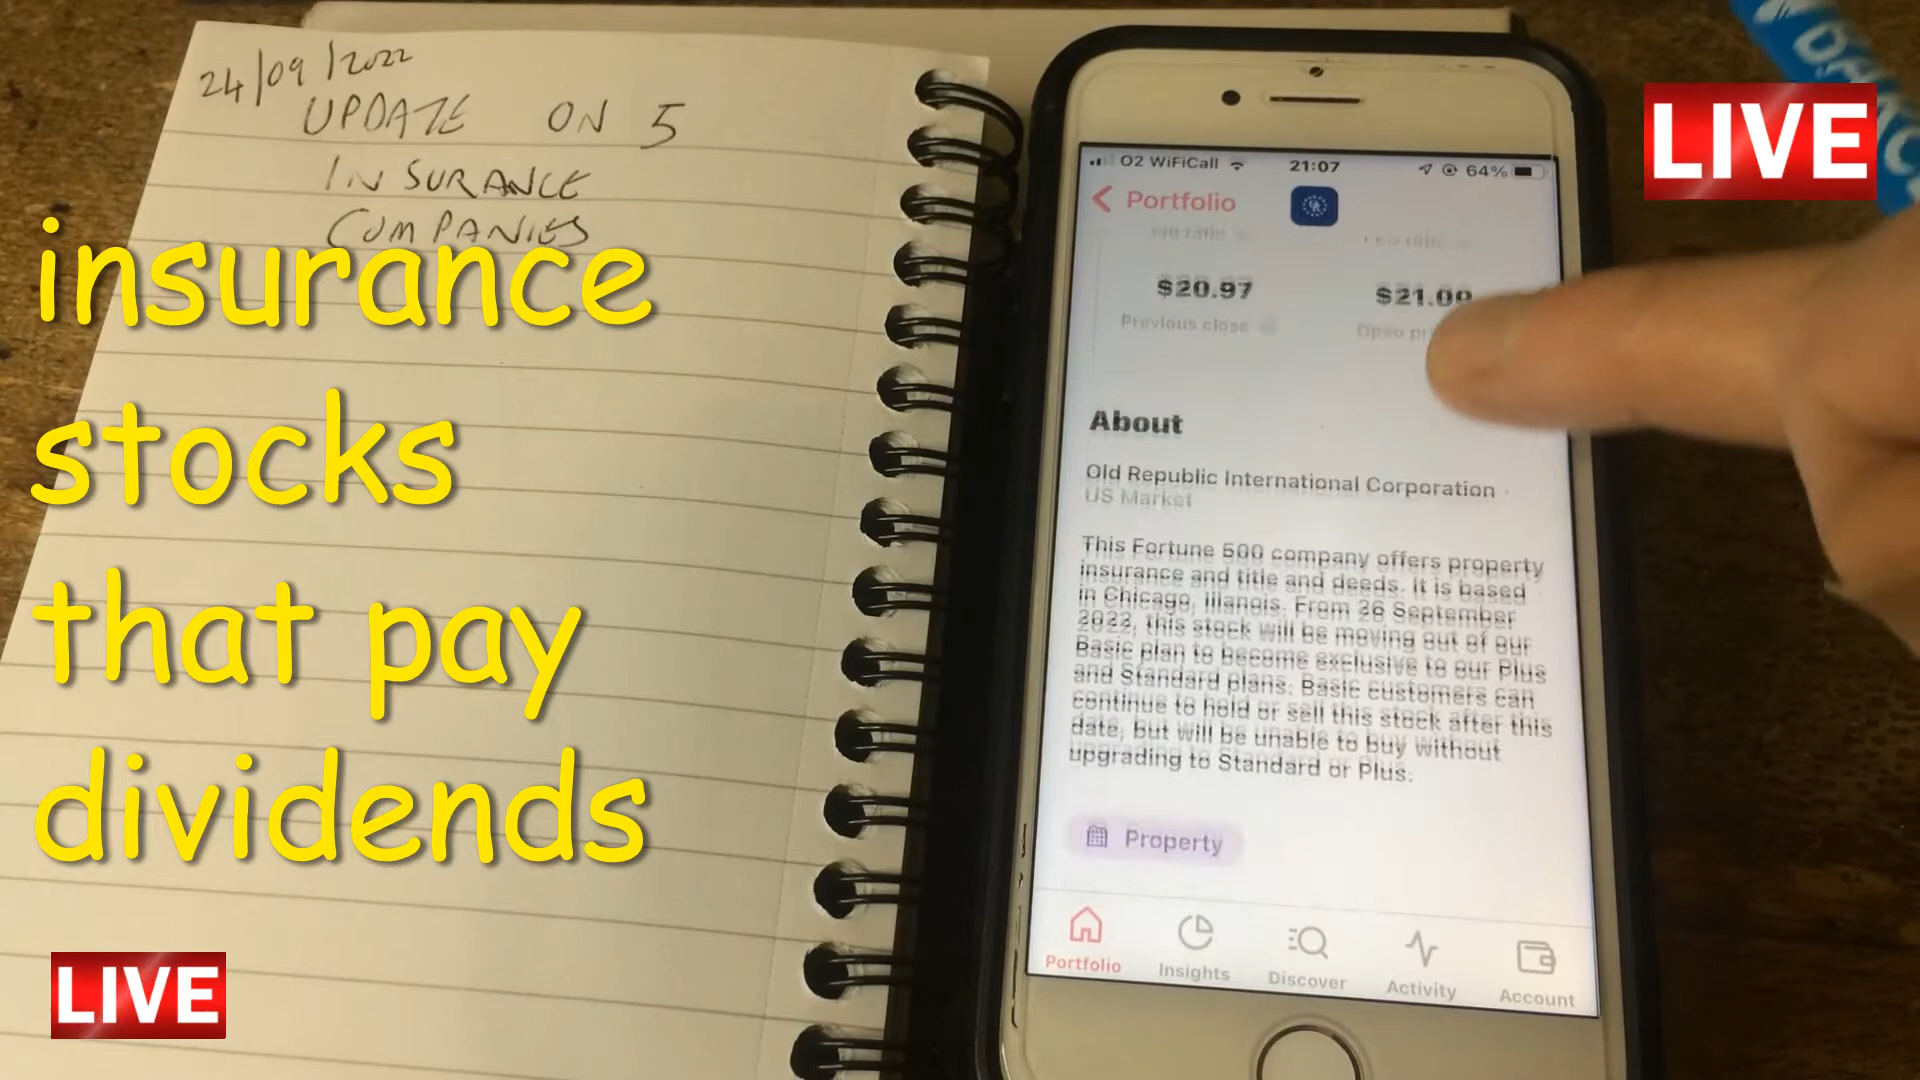 24/09/2022
UPDATE ON 5
INSURANCE
COMPANIES
insurance
stocks
that pay
dividends
LIVE
LIVE
O2 WiFiCall 21:07 64%
Portfolio
$20.97 $21.09
Previous close Open
About
Old Republic International Corporation
US Market
This Fortune 500 company offers property
insurance and title and deeds. It is based
in Chicago, Illanois. From 26 September
2022, this stock will be moving out of our
Basic plan to become exclusive to our Plus
and Standard plans. Basic customers can
continue to hold or sell this stock after this
date, but will be unable to buy without
upgrading to Standard or Plus.
Property
Portfolio Insights Discover Activity Account